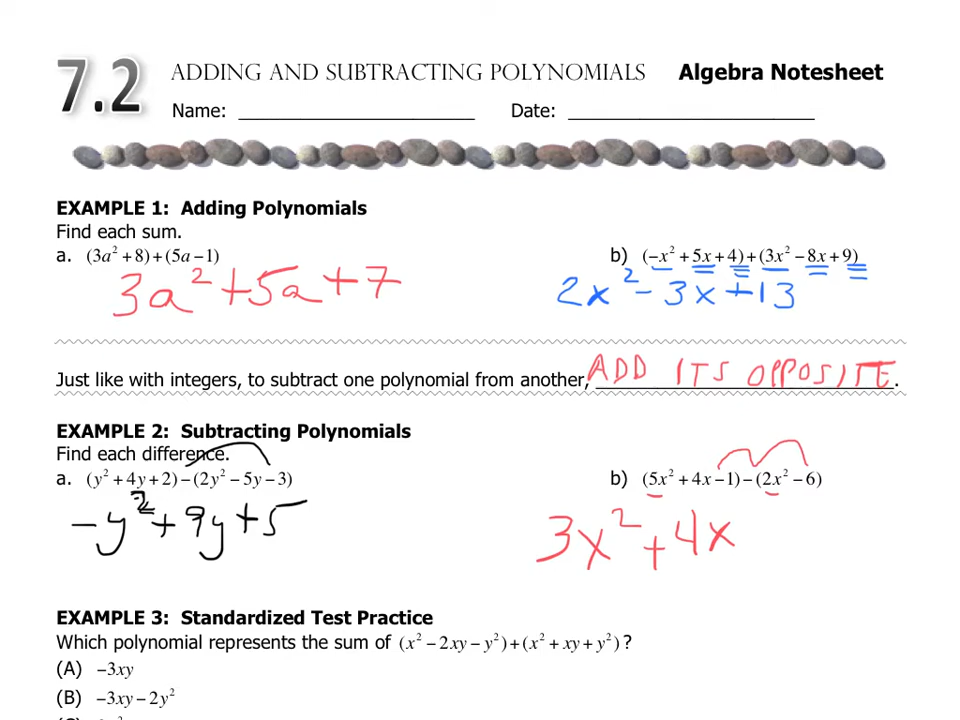 7.2 ADDING AND SUBTRACTING POLYNOMIALS Algebra Notesheet
Name: ____________________ Date: ____________________
EXAMPLE 1: Adding Polynomials
Find each sum.
a. (3a² + 8) + (5a − 1) b) (−x² + 5x + 4) + (3x² − 8x + 9)
3a² + 5a + 7 2x² − 3x + 13
Just like with integers, to subtract one polynomial from another, ADD ITS OPPOSITE.
EXAMPLE 2: Subtracting Polynomials
Find each difference.
a. (y² + 4y + 2) − (2y² − 5y − 3) b) (5x² + 4x − 1) − (2x² − 6)
−y² + 9y + 5 3x² + 4x
EXAMPLE 3: Standardized Test Practice
Which polynomial represents the sum of (x² − 2xy − y²) + (x² + xy + y²) ?
(A) −3xy
(B) −3xy − 2y²